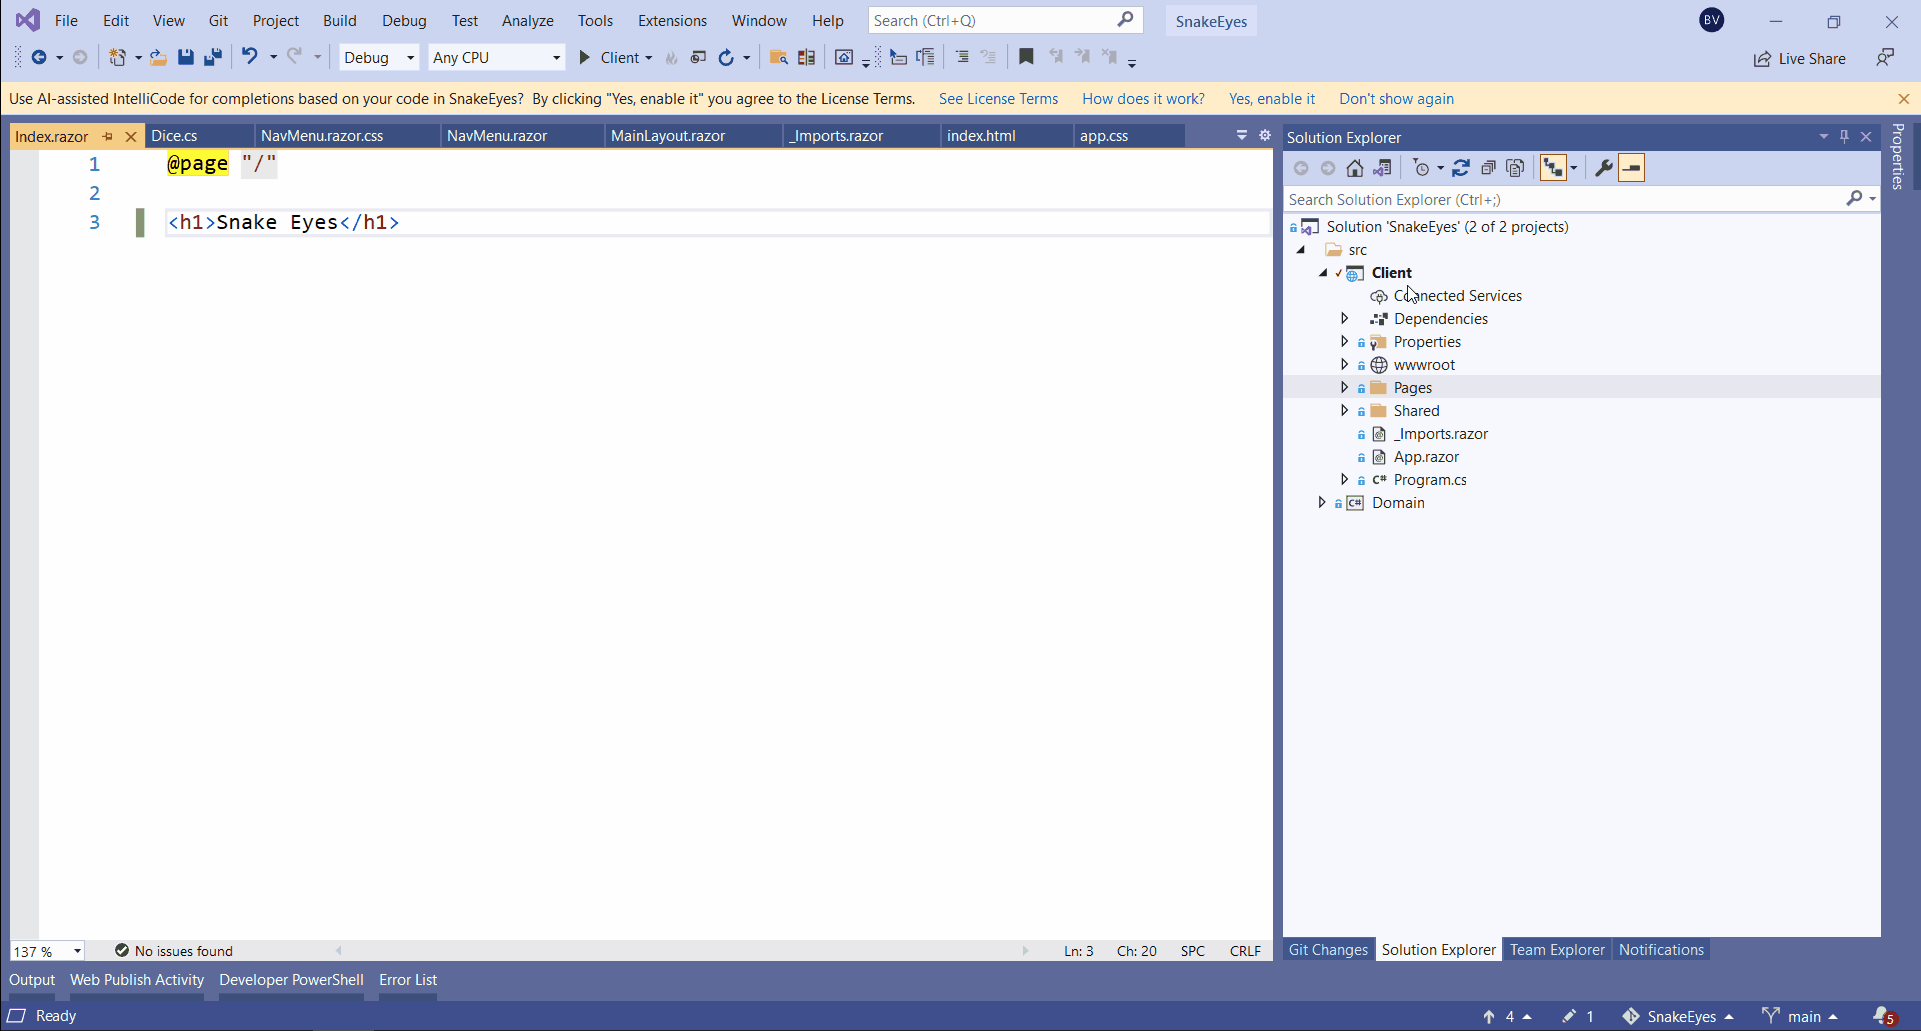 File Edit View Git Project Build Debug Test Analyze Tools Extensions Window Help Search (Ctrl+Q) SnakeEyes BV
Debug Any CPU Client Live Share
Use AI-assisted IntelliCode for completions based on your code in SnakeEyes? By clicking "Yes, enable it" you agree to the License Terms. See License Terms How does it work? Yes, enable it Don't show again
Index.razor Dice.cs NavMenu.razor.css NavMenu.razor MainLayout.razor _Imports.razor index.html app.css
1 @page "/"
2
3 <h1>Snake Eyes</h1>
Solution Explorer
Properties
Search Solution Explorer (Ctrl+;)
Solution 'SnakeEyes' (2 of 2 projects)
src
Client
Connected Services
Dependencies
Properties
wwwroot
Pages
Shared
_Imports.razor
App.razor
C# Program.cs
C# Domain
137 % No issues found Ln: 3 Ch: 20 SPC CRLF
Git Changes Solution Explorer Team Explorer Notifications
Output Web Publish Activity Developer PowerShell Error List
Ready 4 1 SnakeEyes main 5